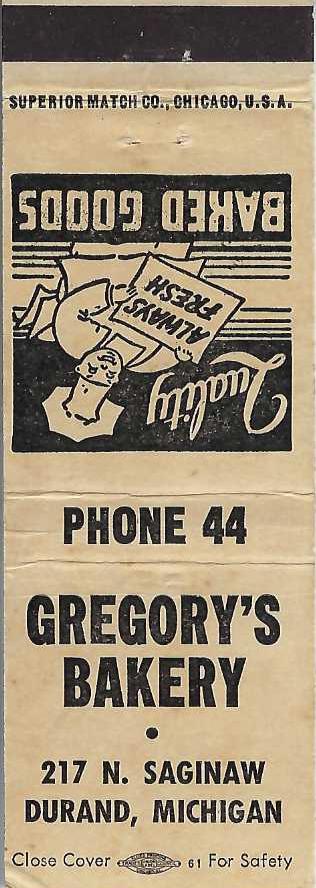 SUPERIOR MATCH CO., CHICAGO, U.S.A.
Quality
ALWAYS
FRESH
BAKED GOODS
PHONE 44
GREGORY'S
BAKERY
•
217 N. SAGINAW
DURAND, MICHIGAN
Close Cover 61 For Safety